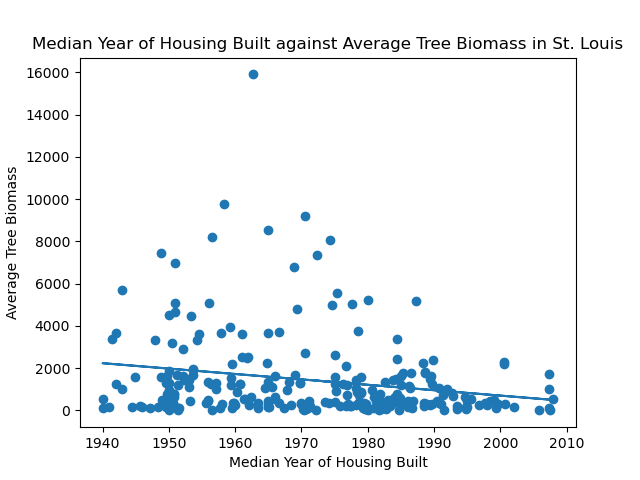 Median Year of Housing Built against Average Tree Biomass in St. Louis
16000
14000
12000
10000
8000
6000
4000
2000
0
Average Tree Biomass
1940 1950 1960 1970 1980 1990 2000 2010
Median Year of Housing Built